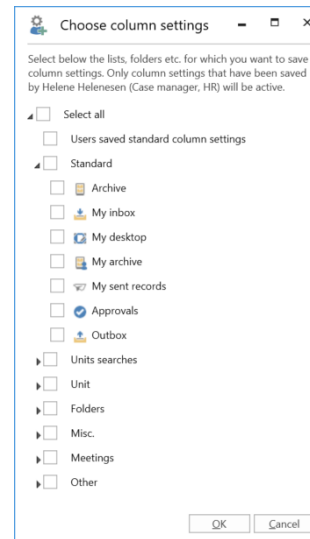 Choose column settings
Select below the lists, folders etc. for which you want to save
column settings. Only column settings that have been saved
by Helene Helenesen (Case manager, HR) will be active.
Select all
Users saved standard column settings
Standard
Archive
My inbox
My desktop
My archive
My sent records
Approvals
Outbox
Units searches
Unit
Folders
Misc.
Meetings
Other
OK Cancel